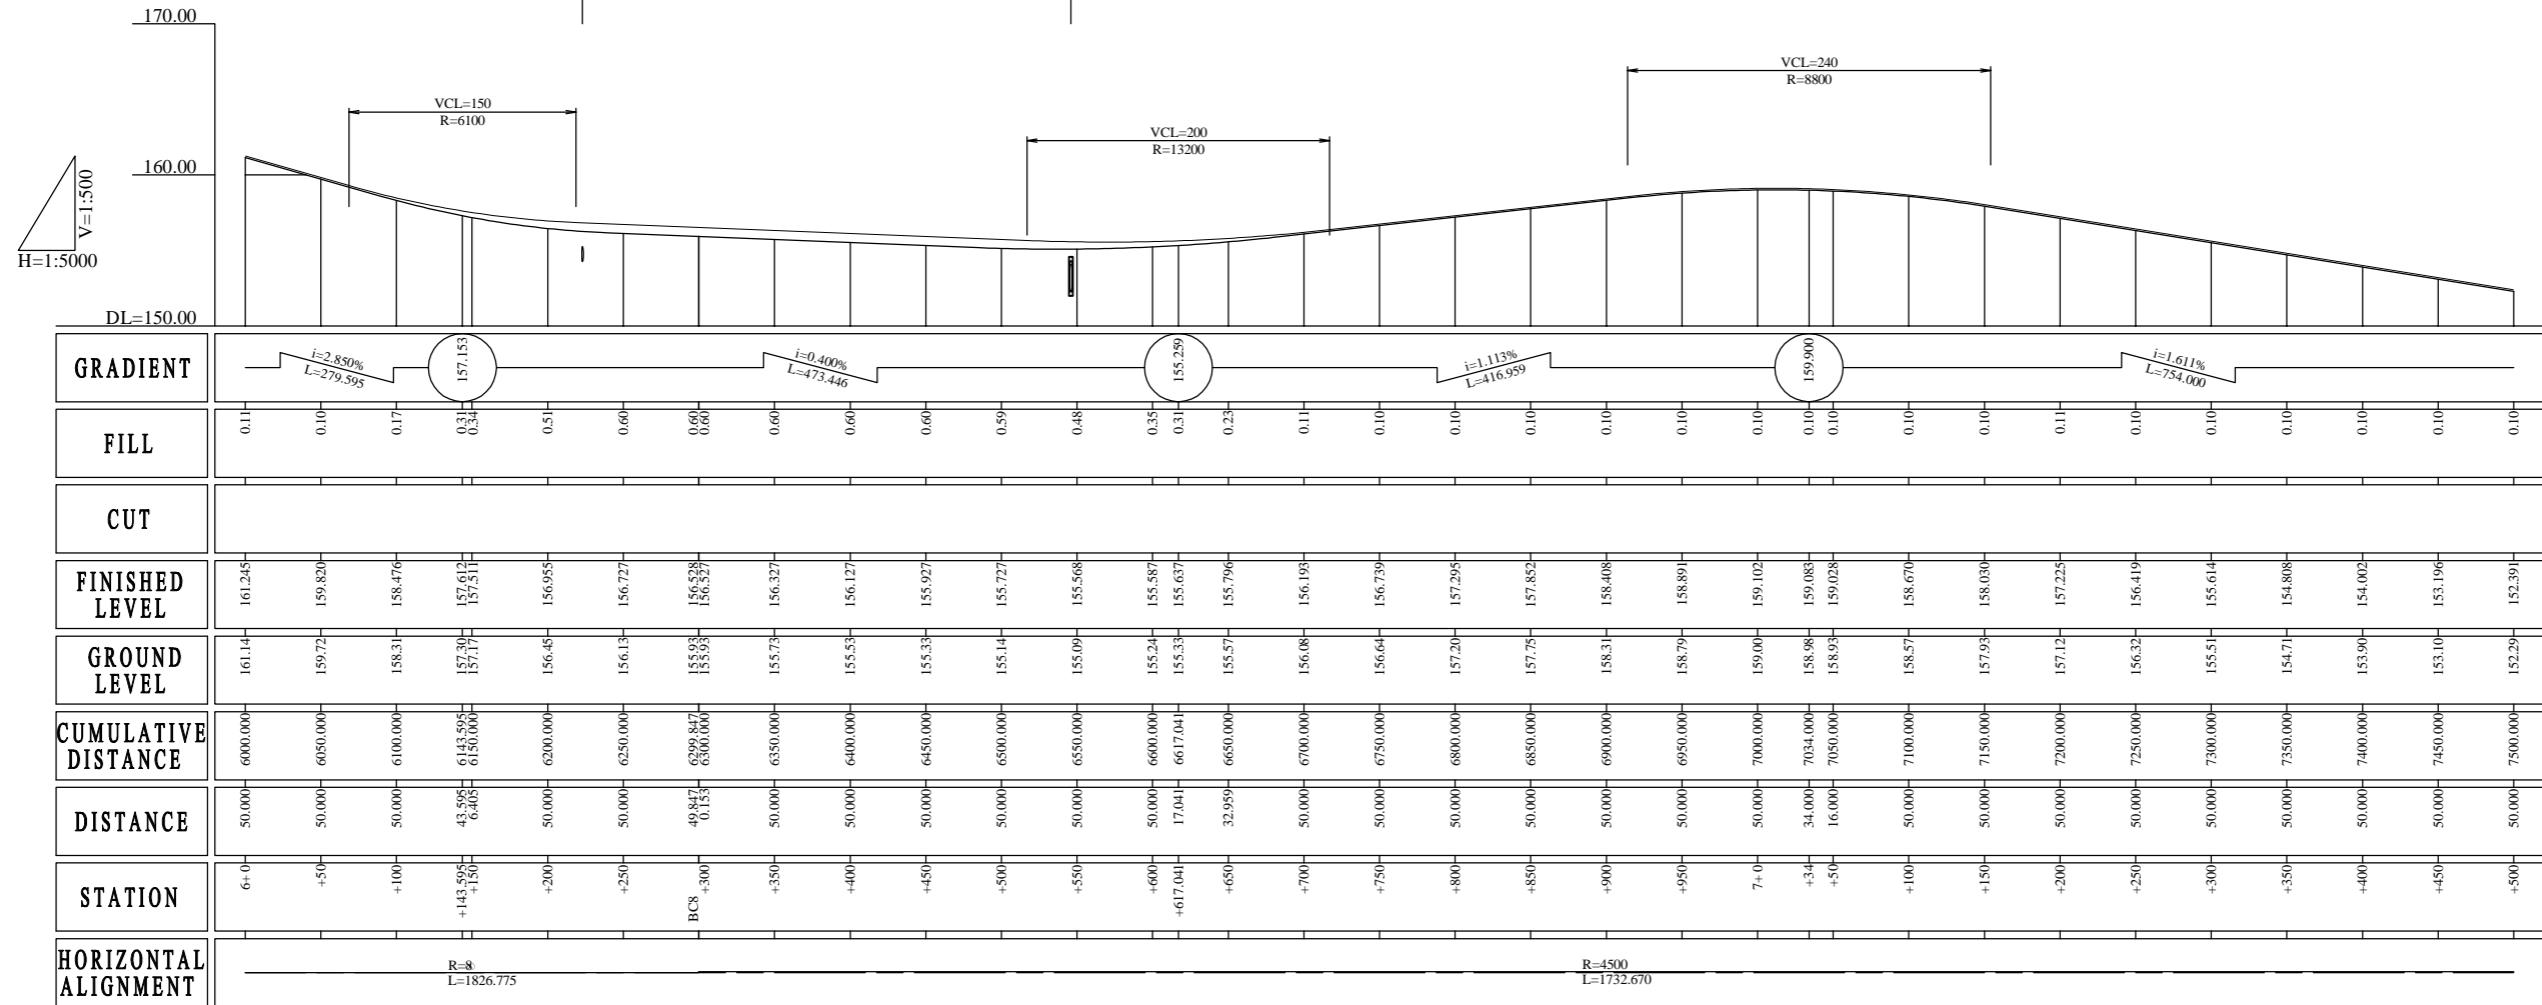 170.00
160.00
DL=150.00
V=1:500
H=1:5000
VCL=150
R=6100
VCL=200
R=13200
VCL=240
R=8800
GRADIENT
i=2.850%
L=279.595
157.153
i=0.400%
L=473.446
155.259
i=1.113%
L=416.959
159.900
i=1.611%
L=754.000
FILL
0.11 0.10 0.17 0.31 0.34 0.51 0.60 0.60 0.60 0.60 0.60 0.60 0.59 0.48 0.35 0.31 0.23 0.11 0.10 0.10 0.10 0.10 0.10 0.10 0.10 0.10 0.10 0.10 0.11 0.10 0.10 0.10 0.10 0.10 0.10
CUT
FINISHED
LEVEL
161.245 159.820 158.476 157.612 157.511 156.955 156.727 156.528 156.527 156.327 156.127 155.927 155.727 155.568 155.587 155.637 155.796 156.193 156.739 157.295 157.852 158.408 158.891 159.102 159.083 159.028 158.670 158.030 157.225 156.419 155.614 154.808 154.002 153.196 152.391
GROUND
LEVEL
161.14 159.72 158.31 157.30 157.17 156.45 156.13 155.93 155.93 155.73 155.53 155.33 155.14 155.09 155.24 155.33 155.57 156.08 156.64 157.20 157.75 158.31 158.79 159.00 158.98 158.93 158.57 157.93 157.12 156.32 155.51 154.71 153.90 153.10 152.29
CUMULATIVE
DISTANCE
6000.000 6050.000 6100.000 6143.595 6150.000 6200.000 6250.000 6299.847 6300.000 6350.000 6400.000 6450.000 6500.000 6550.000 6600.000 6617.041 6650.000 6700.000 6750.000 6800.000 6850.000 6900.000 6950.000 7000.000 7034.000 7050.000 7100.000 7150.000 7200.000 7250.000 7300.000 7350.000 7400.000 7450.000 7500.000
DISTANCE
50.000 50.000 50.000 43.595 6.405 50.000 50.000 49.847 0.153 50.000 50.000 50.000 50.000 50.000 50.000 17.041 32.959 50.000 50.000 50.000 50.000 50.000 50.000 50.000 34.000 16.000 50.000 50.000 50.000 50.000 50.000 50.000 50.000 50.000 50.000
STATION
6+0 +50 +100 +143.595 +150 +200 +250 BC8 +300 +350 +400 +450 +500 +550 +600 +617.041 +650 +700 +750 +800 +850 +900 +950 7+0 +34 +50 +100 +150 +200 +250 +300 +350 +400 +450 +500
HORIZONTAL
ALIGNMENT
R=8
L=1826.775
R=4500
L=1732.670